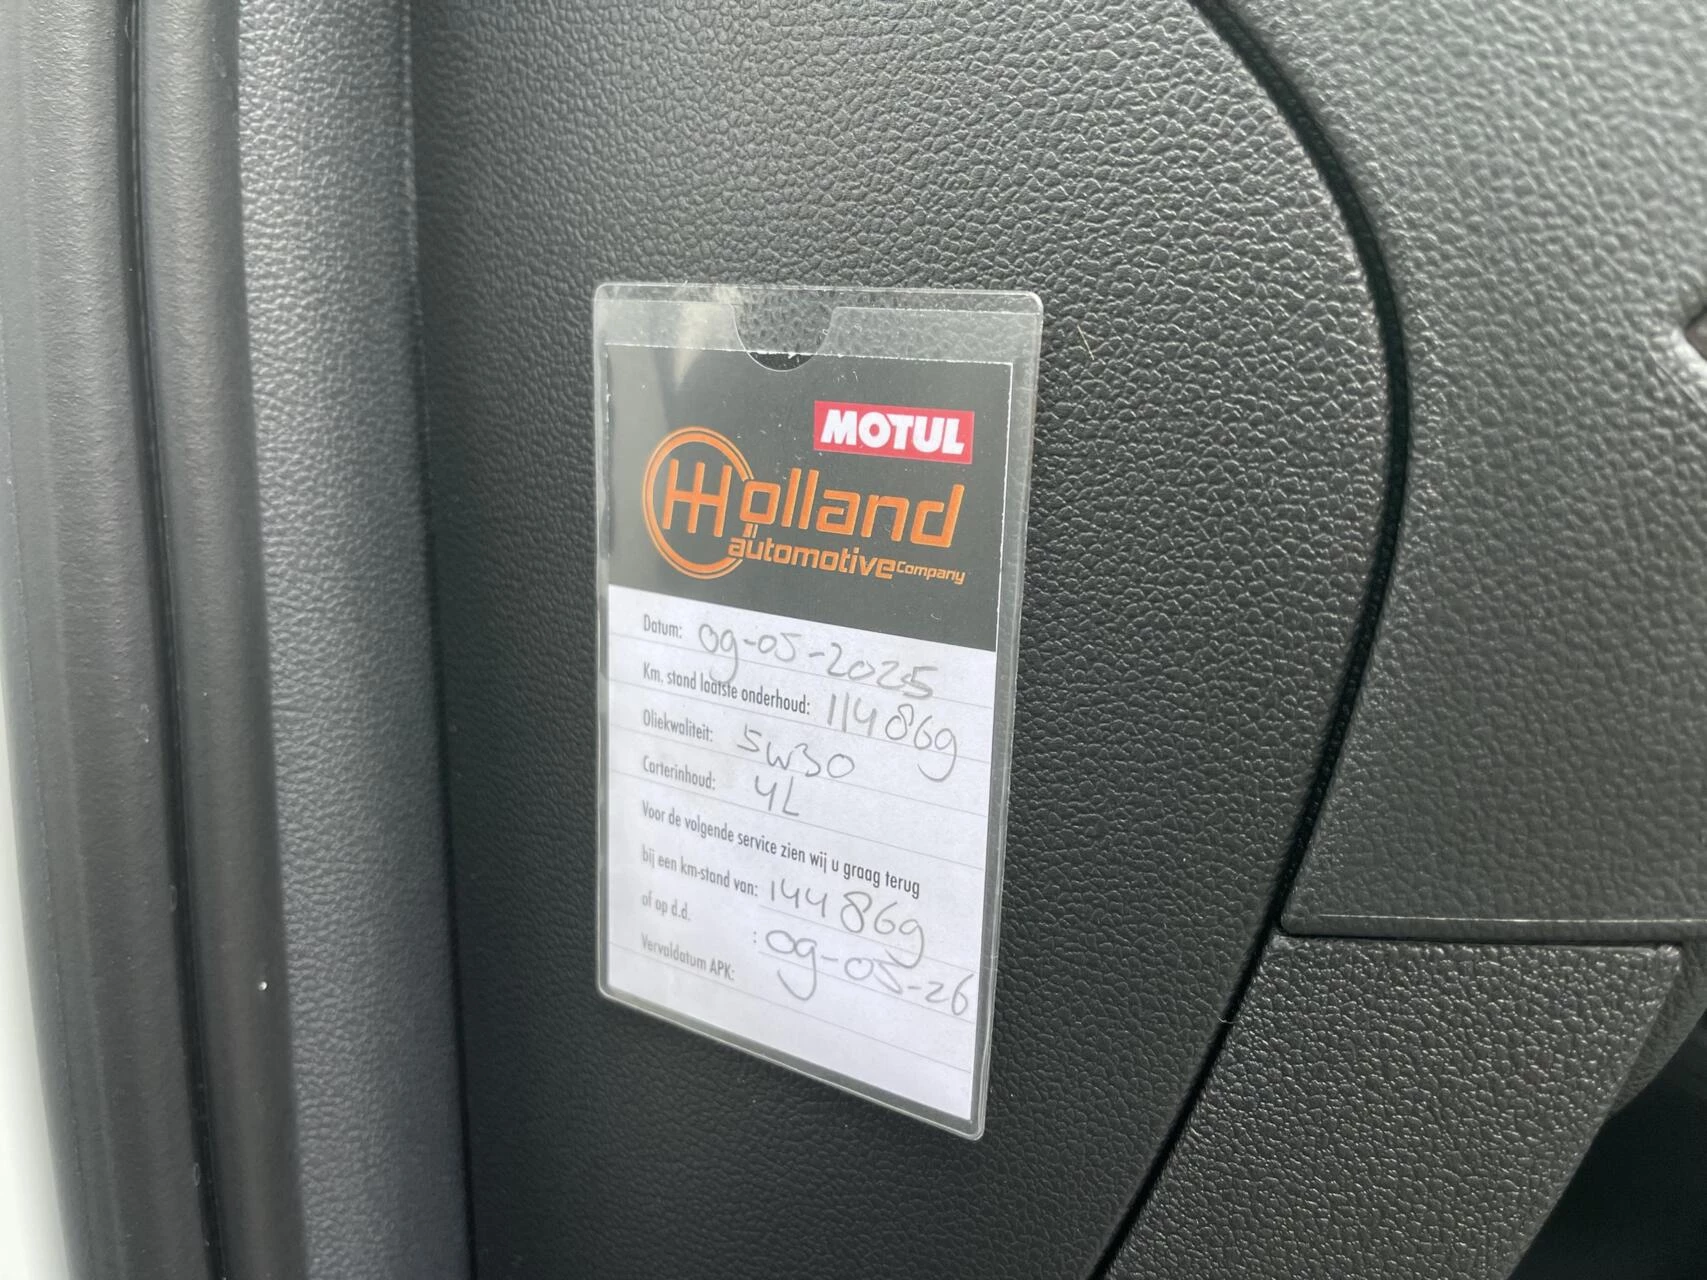 MOTUL
Holland
automotive Company
Datum: 09-05-2025
Km. stand laatste onderhoud: 114869
Oliekwaliteit: 5W30
Carterinhoud: 4L
Voor de volgende service zien wij u graag terug
bij een km-stand van: 144869
of op d.d. : 09-05-26
Vervaldatum APK: